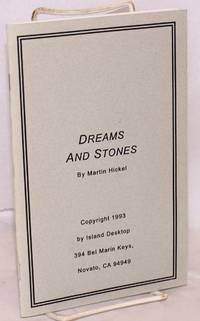 DREAMS
AND STONES
By Martin Hickel
Copyright 1993
by Island Desktop
394 Bel Marin Keys,
Novato, CA 94949